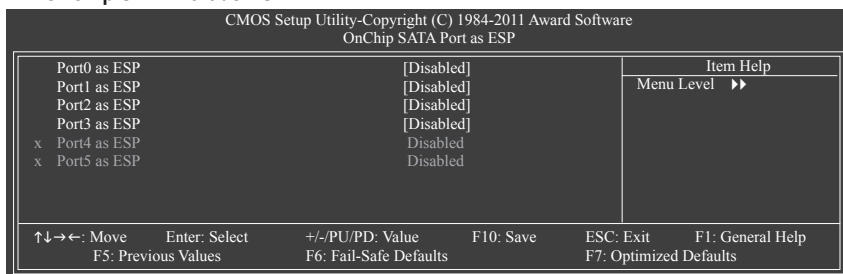 CMOS Setup Utility-Copyright (C) 1984-2011 Award Software
OnChip SATA Port as ESP
Port0 as ESP [Disabled]
Port1 as ESP [Disabled]
Port2 as ESP [Disabled]
Port3 as ESP [Disabled]
x Port4 as ESP Disabled
x Port5 as ESP Disabled
Item Help
Menu Level ▶▶
↑↓→←: Move Enter: Select +/-/PU/PD: Value F10: Save ESC: Exit F1: General Help
F5: Previous Values F6: Fail-Safe Defaults F7: Optimized Defaults